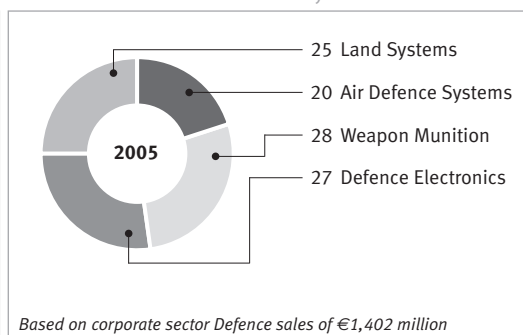 25 Land Systems
20 Air Defence Systems
2005
28 Weapon Munition
27 Defence Electronics
Based on corporate sector Defence sales of €1,402 million